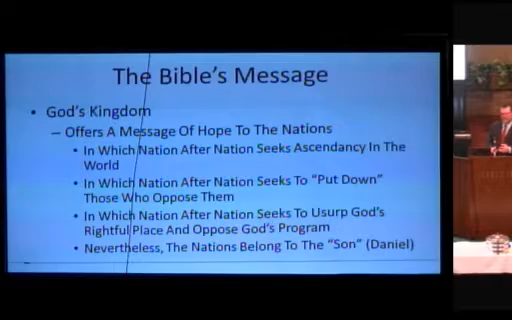 The Bible's Message
• God's Kingdom
– Offers A Message Of Hope To The Nations
• In Which Nation After Nation Seeks Ascendancy In The
World
• In Which Nation After Nation Seeks To "Put Down"
Those Who Oppose Them
• In Which Nation After Nation Seeks To Usurp God's
Rightful Place And Oppose God's Program
• Nevertheless, The Nations Belong To The "Son" (Daniel)